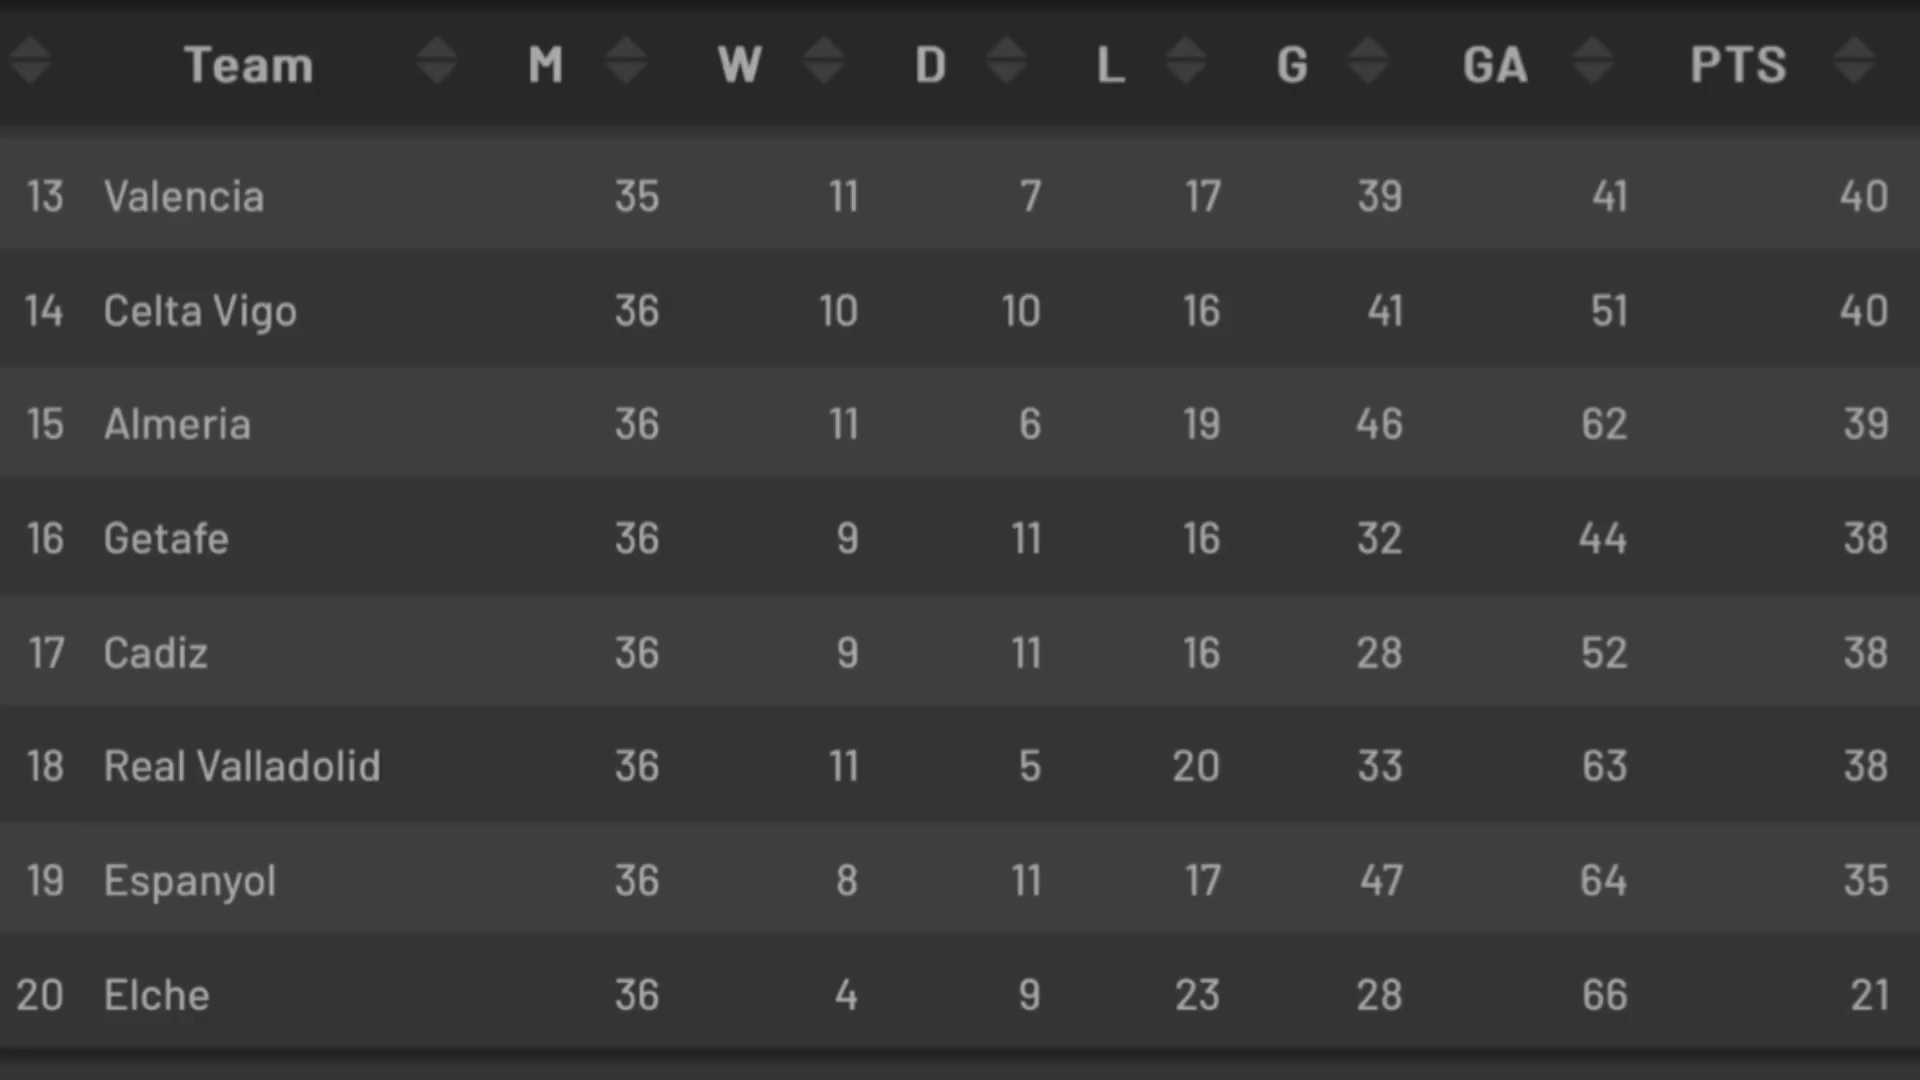 Team M W D L G GA PTS
13 Valencia 35 11 7 17 39 41 40
14 Celta Vigo 36 10 10 16 41 51 40
15 Almeria 36 11 6 19 46 62 39
16 Getafe 36 9 11 16 32 44 38
17 Cadiz 36 9 11 16 28 52 38
18 Real Valladolid 36 11 5 20 33 63 38
19 Espanyol 36 8 11 17 47 64 35
20 Elche 36 4 9 23 28 66 21